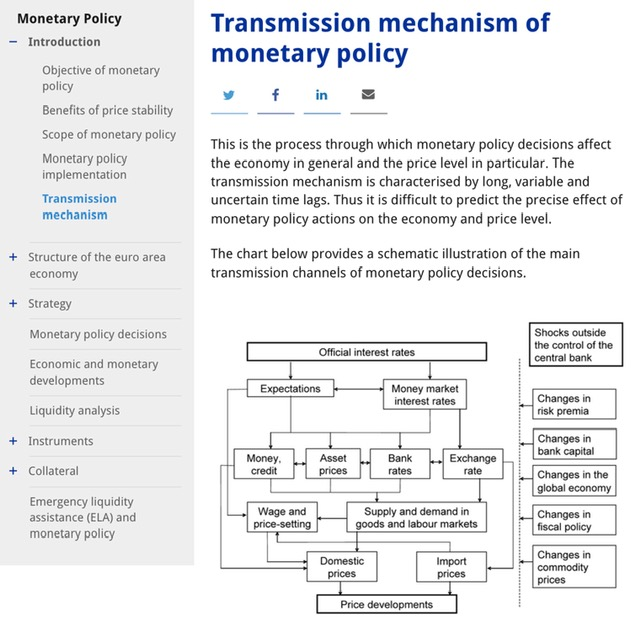 Monetary Policy
Introduction
Objective of monetary
policy
Benefits of price stability
Scope of monetary policy
Monetary policy
implementation
Transmission
mechanism
Structure of the euro area
economy
Strategy
Monetary policy decisions
Economic and monetary
developments
Liquidity analysis
Instruments
Collateral
Emergency liquidity
assistance (ELA) and
monetary policy
Transmission mechanism of
monetary policy
This is the process through which monetary policy decisions affect
the economy in general and the price level in particular. The
transmission mechanism is characterised by long, variable and
uncertain time lags. Thus it is difficult to predict the precise effect of
monetary policy actions on the economy and price level.
The chart below provides a schematic illustration of the main
transmission channels of monetary policy decisions.
Official interest rates
Expectations
Money market
interest rates
Money,
credit
Asset
prices
Bank
rates
Exchange
rate
Wage and
price-setting
Supply and demand in
goods and labour markets
Domestic
prices
Import
prices
Price developments
Shocks outside
the control of the
central bank
Changes in
risk premia
Changes in
bank capital
Changes in the
global economy
Changes in
fiscal policy
Changes in
commodity
prices